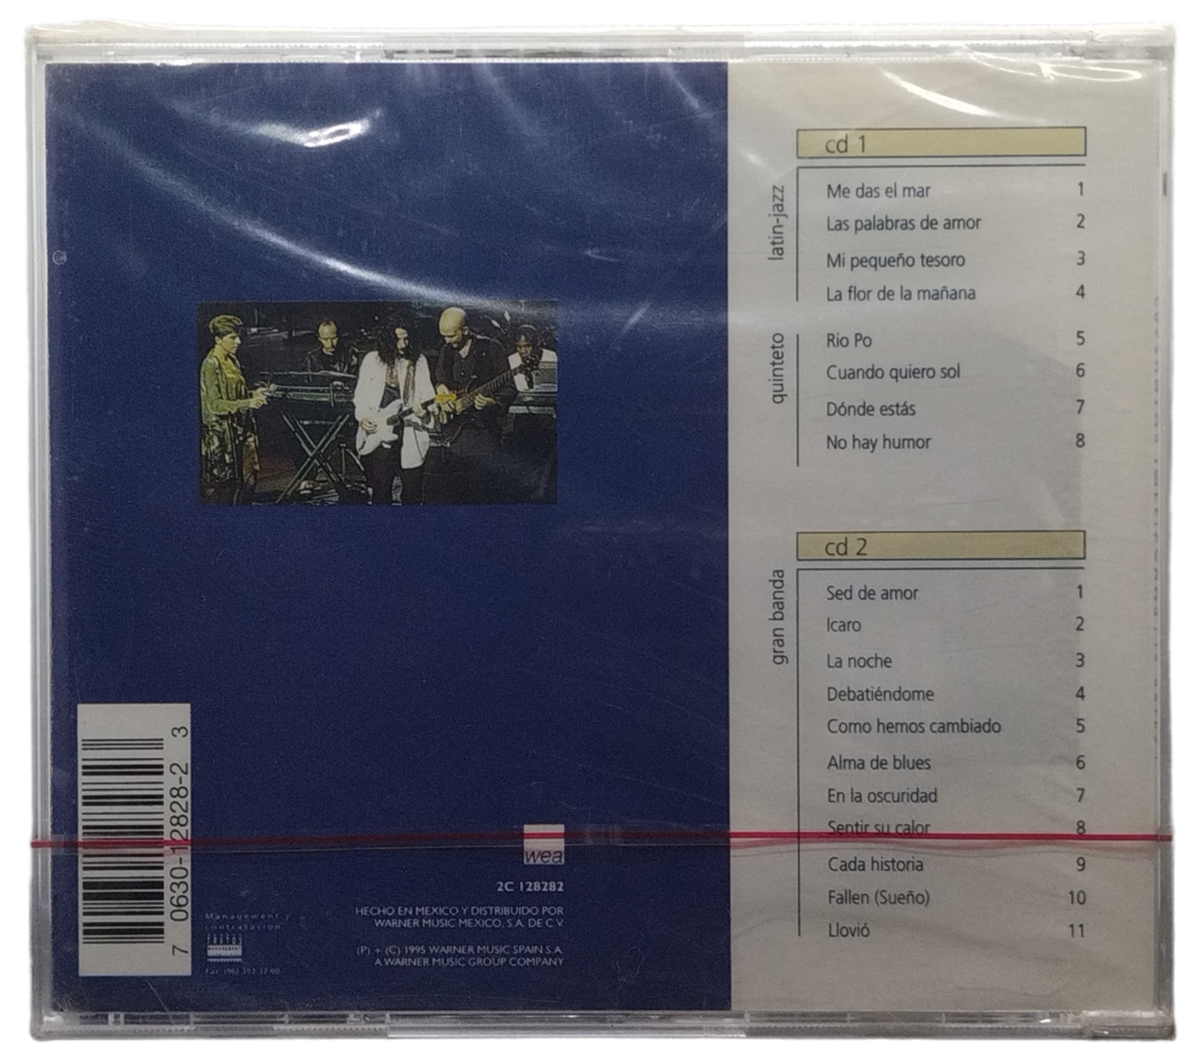 cd 1
latin-jazz
Me das el mar 1
Las palabras de amor 2
Mi pequeño tesoro 3
La flor de la mañana 4
quinteto
Rio Po 5
Cuando quiero sol 6
Dónde estás 7
No hay humor 8
cd 2
gran banda
Sed de amor 1
Icaro 2
La noche 3
Debatiéndome 4
Como hemos cambiado 5
Alma de blues 6
En la oscuridad 7
Sentir su calor 8
Cada historia 9
Fallen (Sueño) 10
Llovió 11
7 0630-12828-2 3
Management y
contratación
wea
2C 128282
HECHO EN MEXICO Y DISTRIBUIDO POR
WARNER MUSIC MEXICO, S.A. DE C.V
(P) + (C) 1995 WARNER MUSIC SPAIN S.A.
A WARNER MUSIC GROUP COMPANY